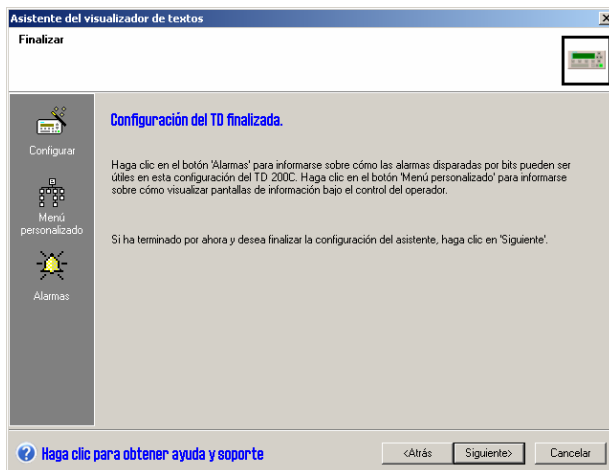 Asistente del visualizador de textos
Finalizar
Configurar
Menú
personalizado
Alarmas
Configuración del TD finalizada.
Haga clic en el botón 'Alarmas' para informarse sobre cómo las alarmas disparadas por bits pueden ser
útiles en esta configuración del TD 200C. Haga clic en el botón 'Menú personalizado' para informarse
sobre cómo visualizar pantallas de información bajo el control del operador.
Si ha terminado por ahora y desea finalizar la configuración del asistente, haga clic en 'Siguiente'.
Haga clic para obtener ayuda y soporte
<Atrás
Siguiente>
Cancelar